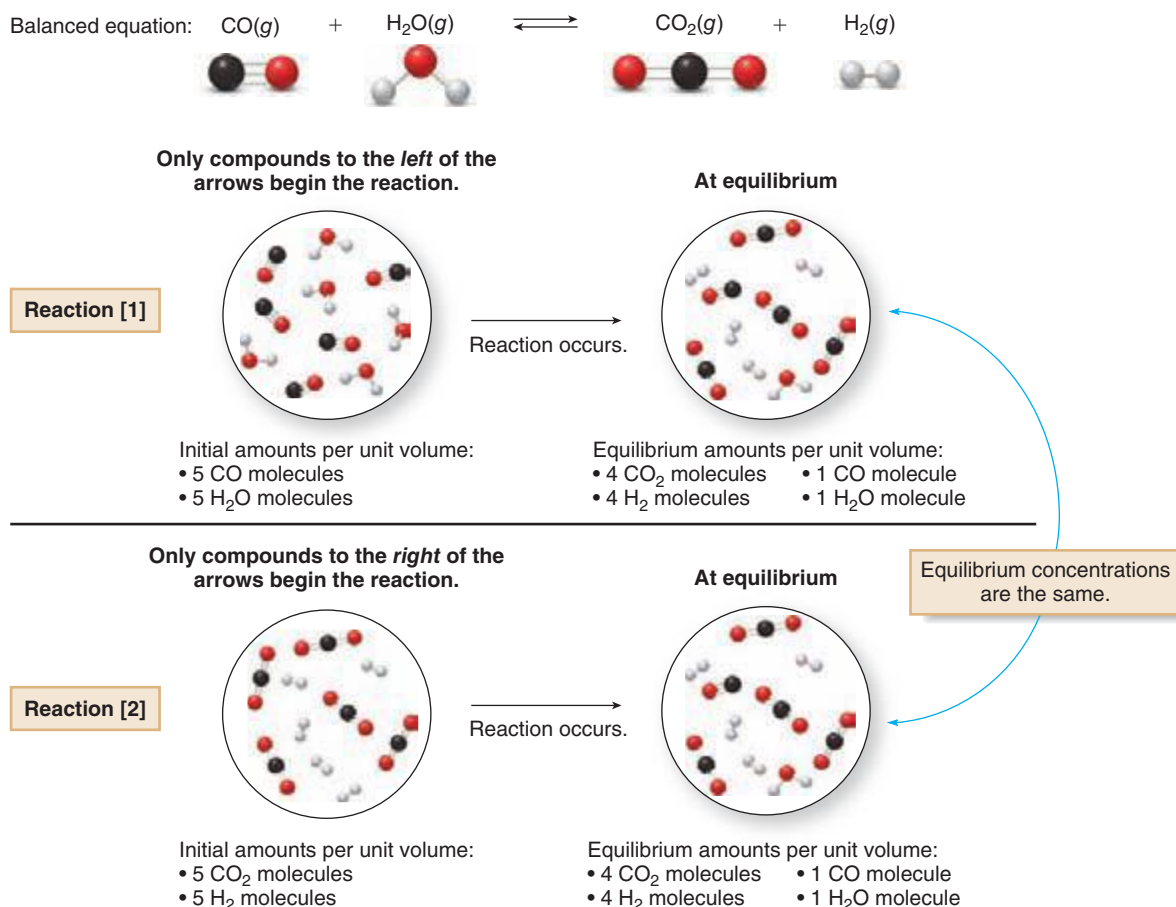 Balanced equation: CO(g) + H₂O(g) ⇌ CO₂(g) + H₂(g)
Only compounds to the left of the
arrows begin the reaction.
At equilibrium
Reaction [1]
Reaction occurs.
Initial amounts per unit volume:
• 5 CO molecules
• 5 H₂O molecules
Equilibrium amounts per unit volume:
• 4 CO₂ molecules • 1 CO molecule
• 4 H₂ molecules • 1 H₂O molecule
Equilibrium concentrations
are the same.
Only compounds to the right of the
arrows begin the reaction.
At equilibrium
Reaction [2]
Reaction occurs.
Initial amounts per unit volume:
• 5 CO₂ molecules
• 5 H₂ molecules
Equilibrium amounts per unit volume:
• 4 CO₂ molecules • 1 CO molecule
• 4 H₂ molecules • 1 H₂O molecule